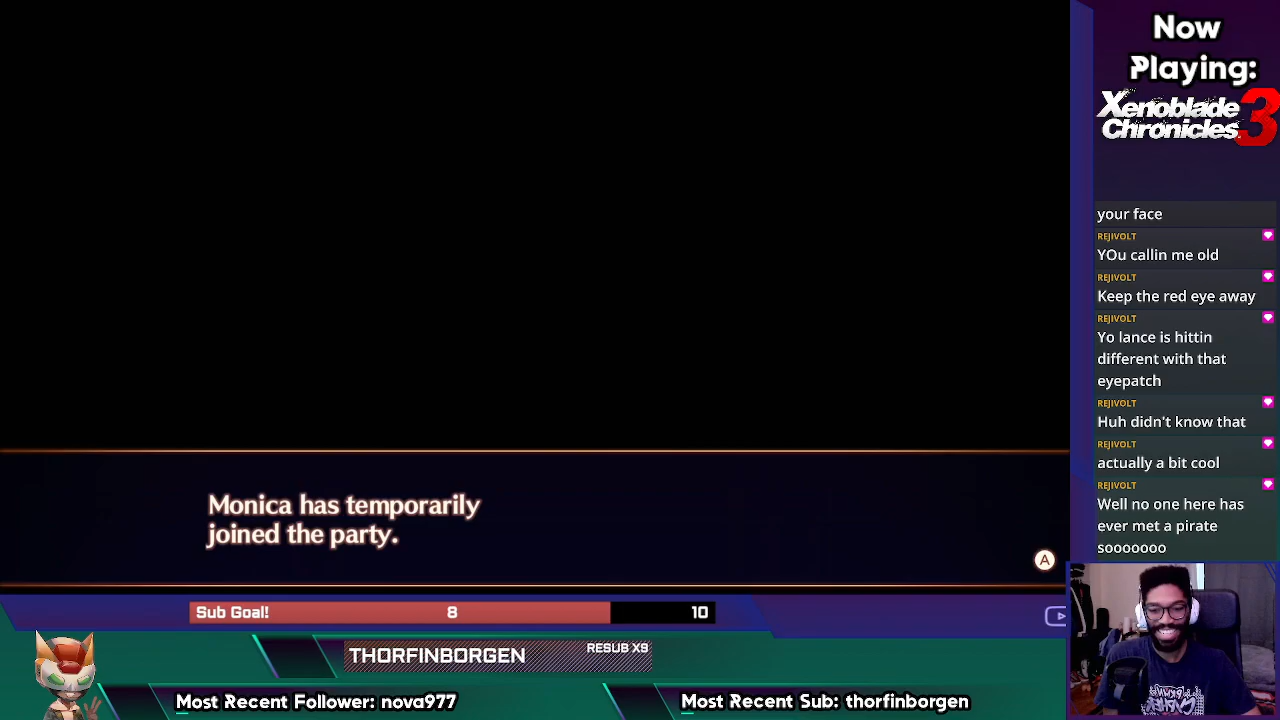 Now
Playing:
Xenoblade
Chronicles 3
your face
REJIVOLT
YOu callin me old
REJIVOLT
Keep the red eye away
REJIVOLT
Yo lance is hittin
different with that
eyepatch
REJIVOLT
Huh didn't know that
REJIVOLT
actually a bit cool
REJIVOLT
Well no one here has
ever met a pirate
sooooooo
Monica has temporarily
joined the party.
A
Sub Goal! 8 10
THORFINBORGEN RESUB X9
Most Recent Follower: nova977
Most Recent Sub: thorfinborgen